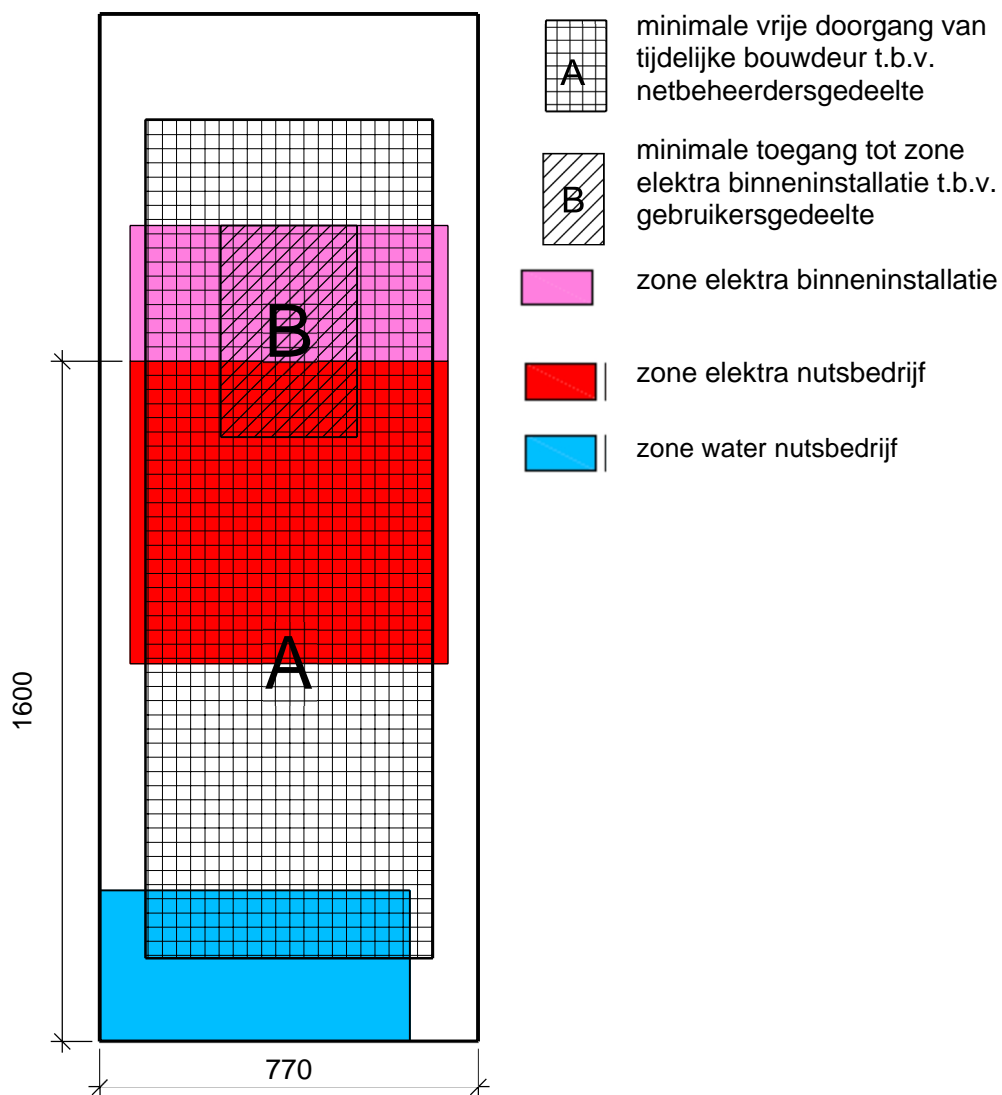 minimale vrije doorgang van
tijdelijke bouwdeur t.b.v.
netbeheerdersgedeelte
A
minimale toegang tot zone
elektra binneninstallatie t.b.v.
gebruikersgedeelte
B
zone elektra binneninstallatie
zone elektra nutsbedrijf
zone water nutsbedrijf
B
A
1600
770